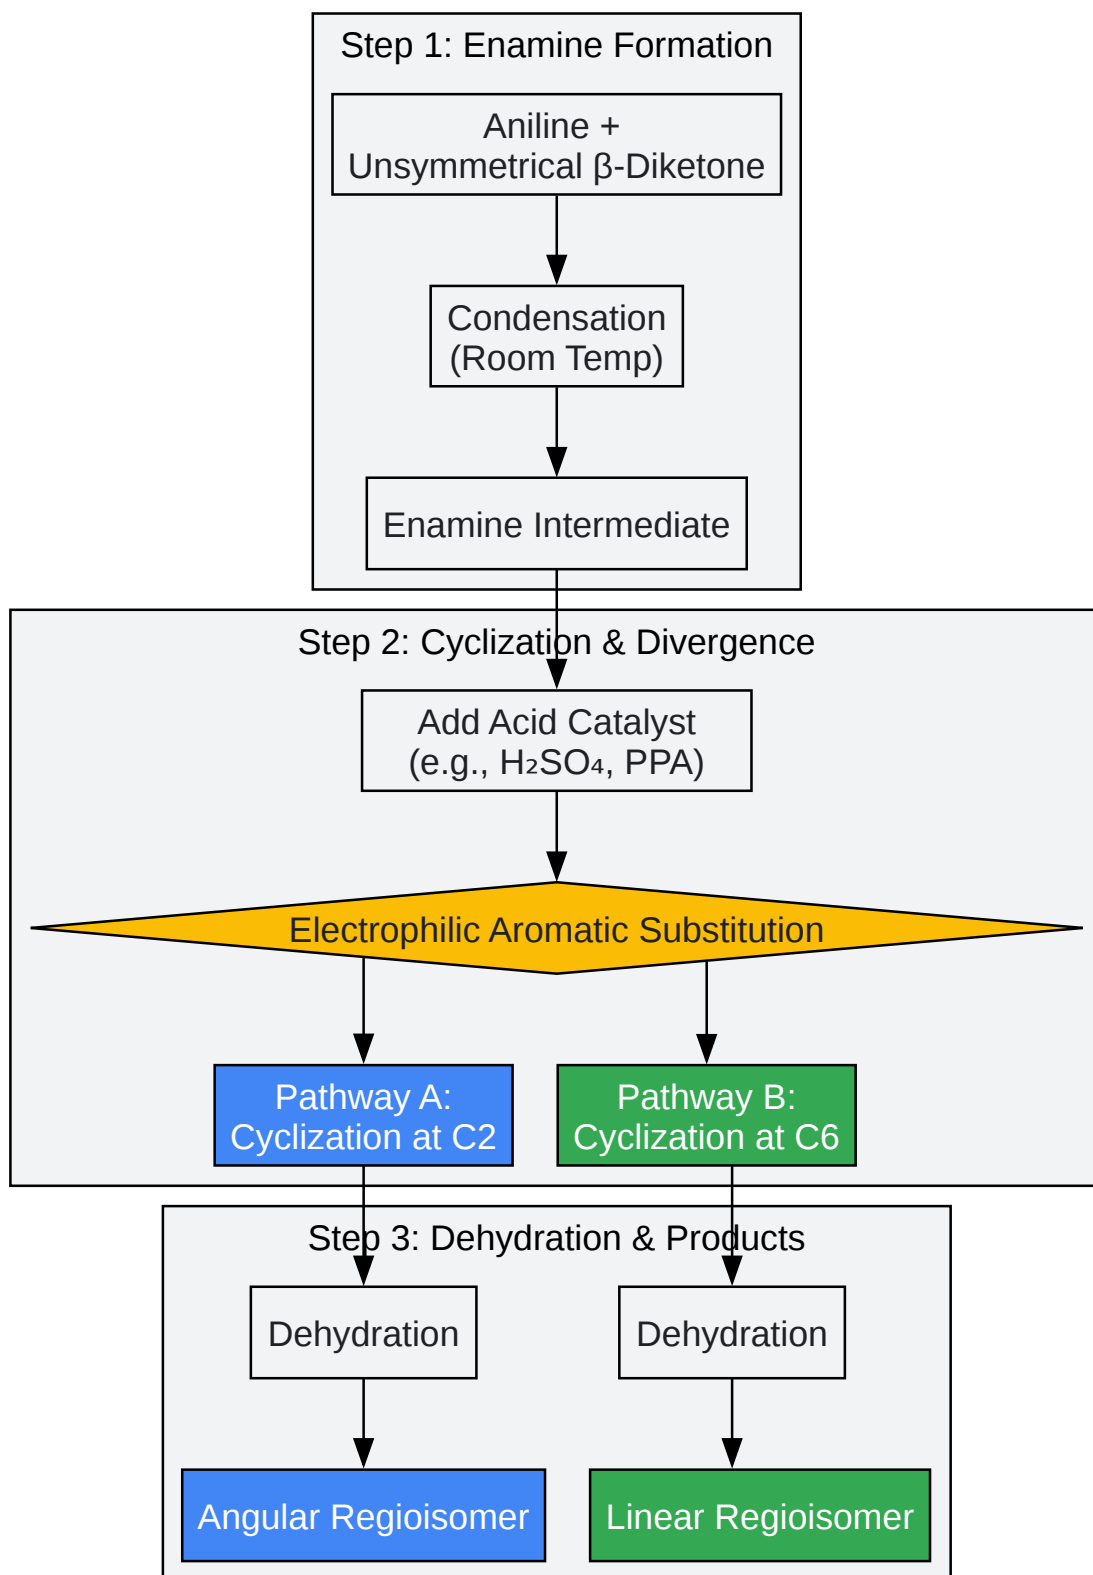 Step 1: Enamine Formation
Aniline +
Unsymmetrical β-Diketone
Condensation
(Room Temp)
Enamine Intermediate
Step 2: Cyclization & Divergence
Add Acid Catalyst
(e.g., H₂SO₄, PPA)
Electrophilic Aromatic Substitution
Pathway A:
Cyclization at C2
Pathway B:
Cyclization at C6
Step 3: Dehydration & Products
Dehydration
Dehydration
Angular Regioisomer
Linear Regioisomer